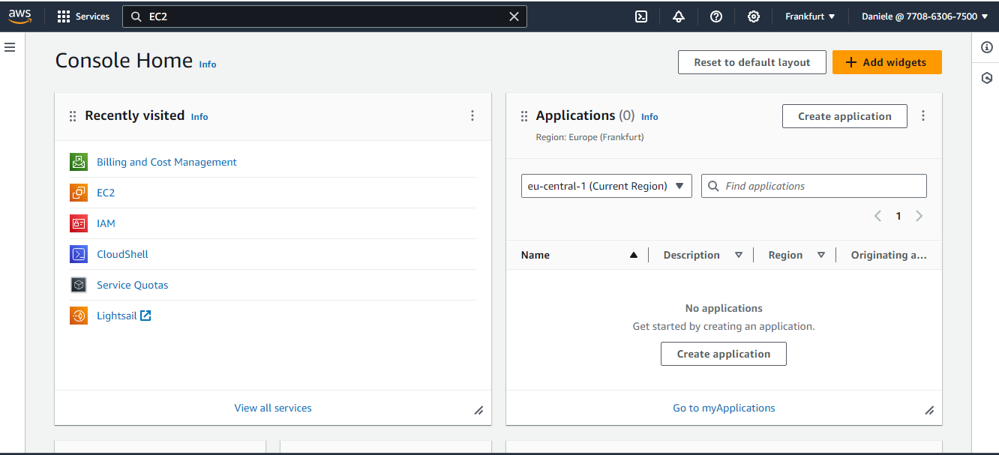 aws Services EC2 Frankfurt Daniele @ 7708-6306-7500
Console Home Info Reset to default layout Add widgets
Recently visited Info
Billing and Cost Management
EC2
IAM
CloudShell
Service Quotas
Lightsail
View all services
Applications (0) Info Create application
Region: Europe (Frankfurt)
eu-central-1 (Current Region) Find applications
1
Name Description Region Originating a...
No applications
Get started by creating an application.
Create application
Go to myApplications